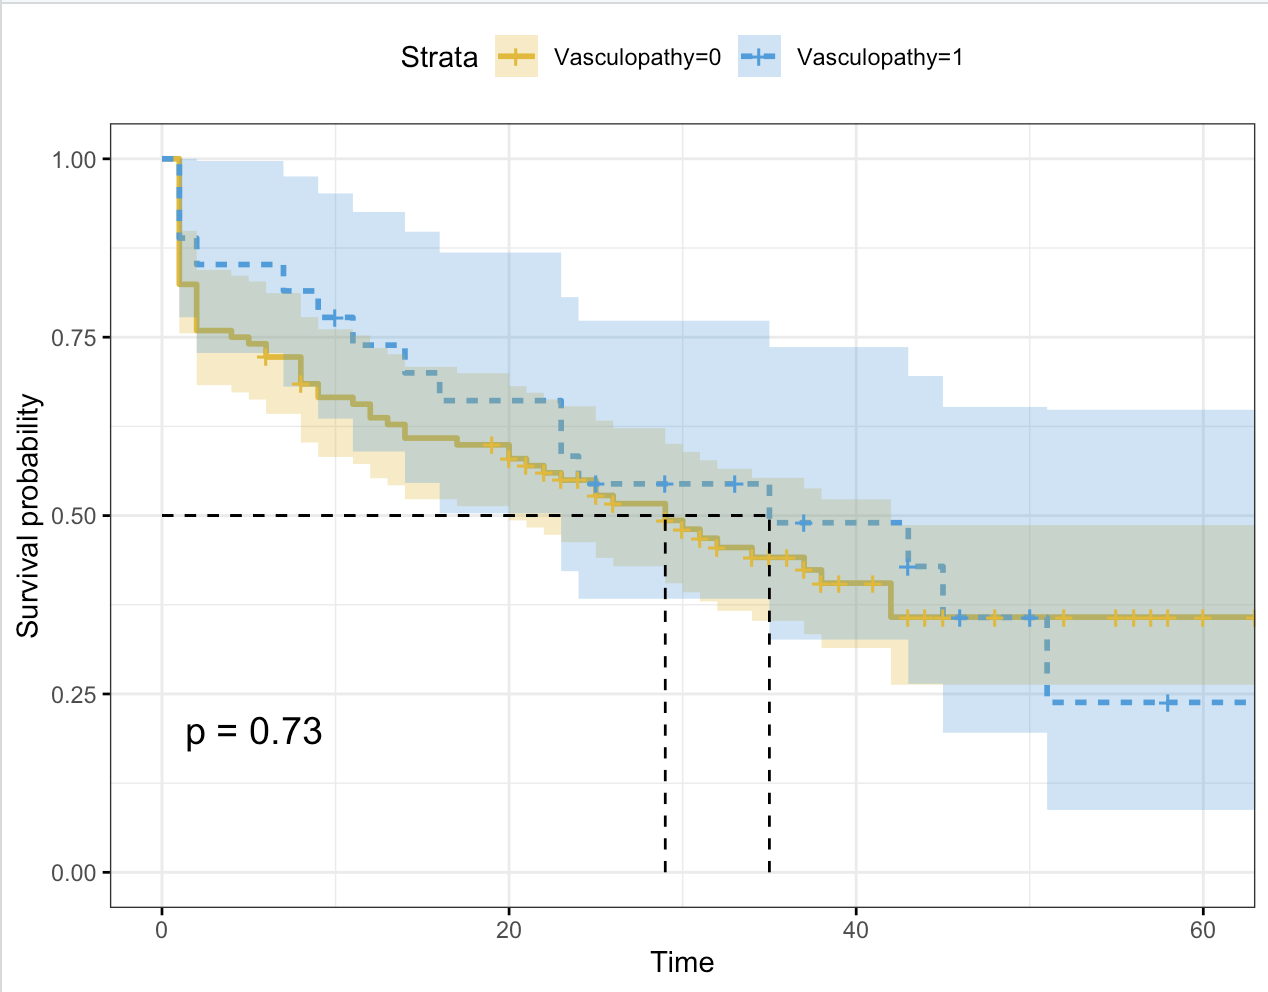 Strata Vasculopathy=0 Vasculopathy=1
Survival probability
1.00
0.75
0.50
0.25
0.00
p = 0.73
0 20 40 60
Time